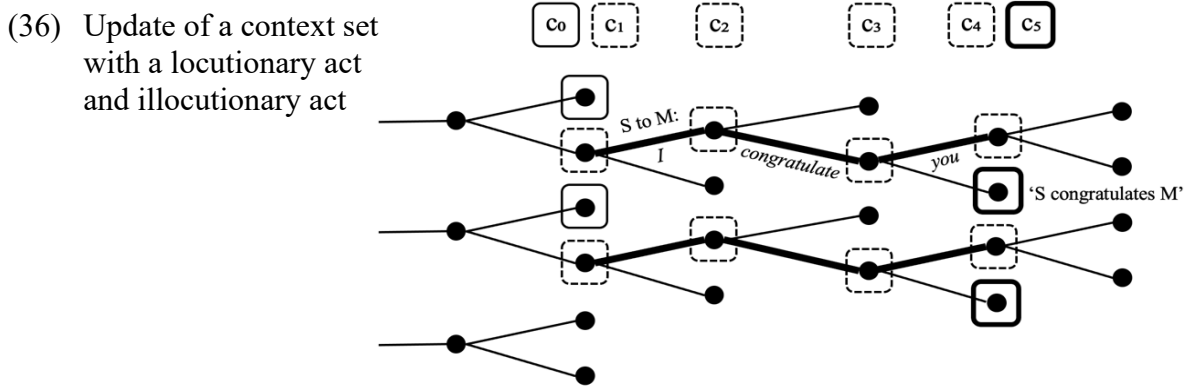 (36) Update of a context set
with a locutionary act
and illocutionary act
c₀ c₁ c₂ c₃ c₄ c₅
S to M:
I
congratulate
you
‘S congratulates M’